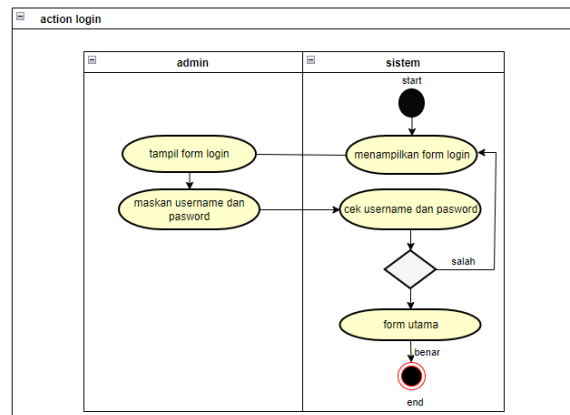 action login
admin
sistem
start
tampil form login
menampilkan form login
maskan username dan
pasword
cek username dan pasword
salah
form utama
benar
end